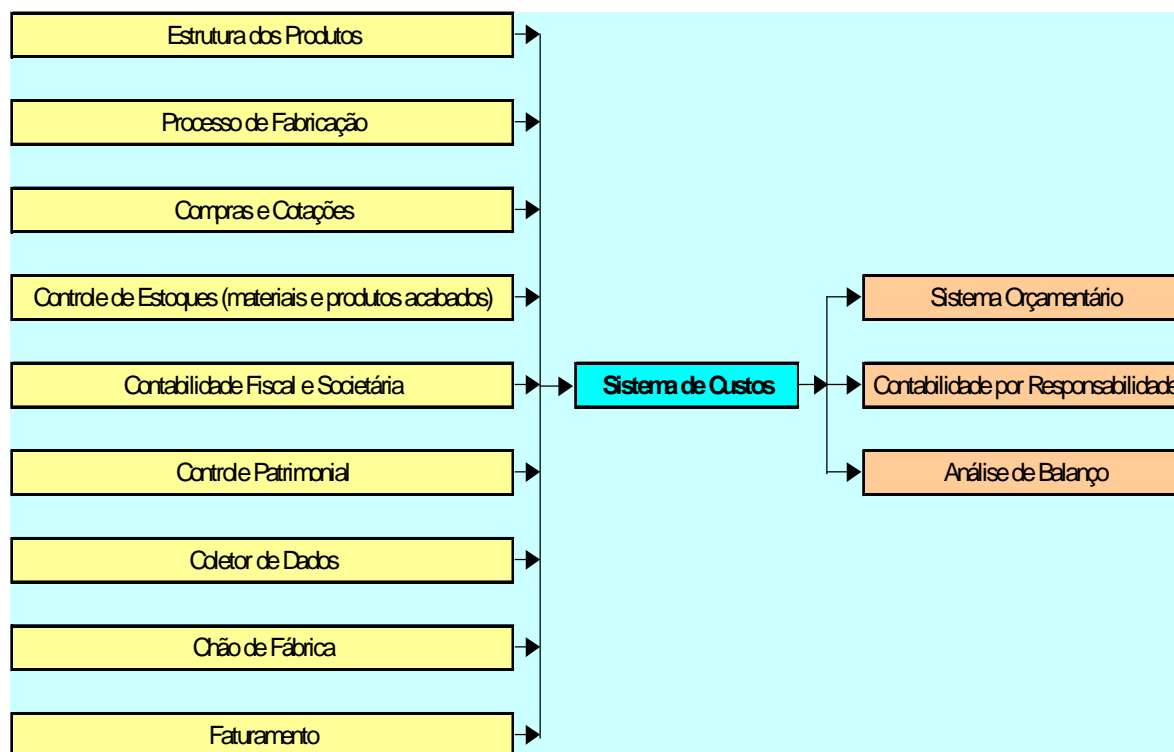 Estrutura dos Produtos
Processo de Fabricação
Compras e Cotações
Controle de Estoques (materiais e produtos acabados)
Contabilidade Fiscal e Societária
Controle Patrimonial
Coletor de Dados
Chão de Fábrica
Faturamento
Sistema de Custos
Sistema Orçamentário
Contabilidade por Responsabilidade
Análise de Balanço